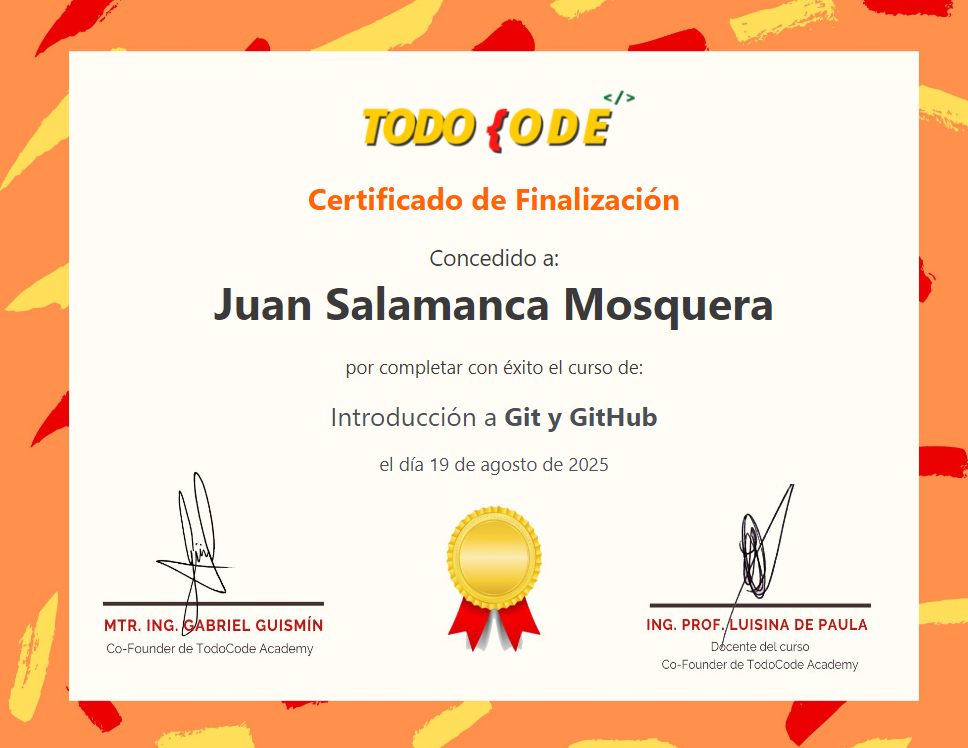 </>
TODO {ODE
Certificado de Finalización
Concedido a:
Juan Salamanca Mosquera
por completar con éxito el curso de:
Introducción a Git y GitHub
el día 19 de agosto de 2025
MTR. ING. GABRIEL GUISMÍN
Co-Founder de TodoCode Academy
ING. PROF. LUISINA DE PAULA
Docente del curso
Co-Founder de TodoCode Academy